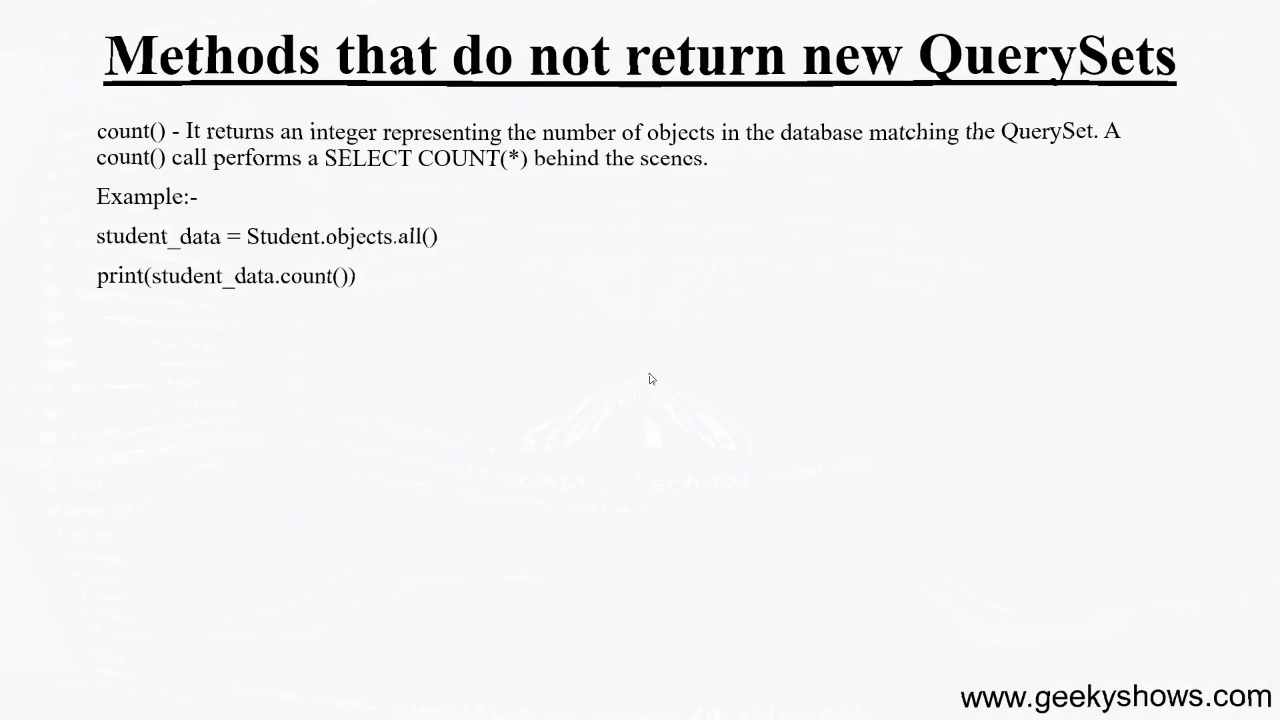 Methods that do not return new QuerySets
count() - It returns an integer representing the number of objects in the database matching the QuerySet. A
count() call performs a SELECT COUNT(*) behind the scenes.
Example:-
student_data = Student.objects.all()
print(student_data.count())
www.geekyshows.com